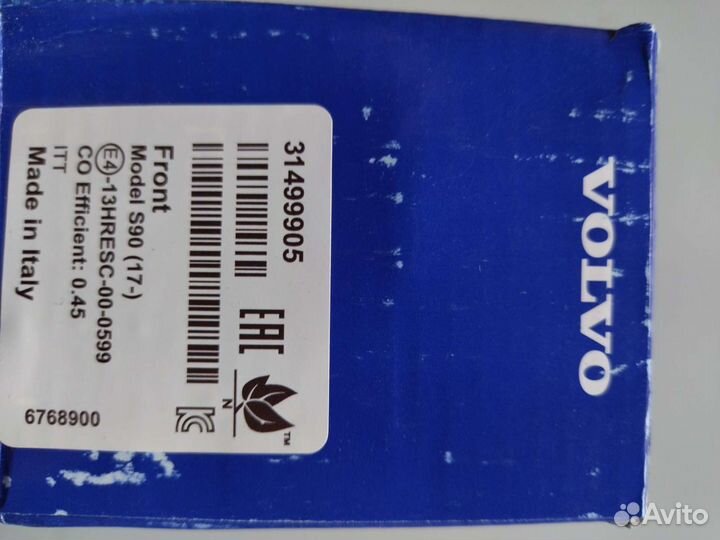 VOLVO
31499905
EAC
Front
Model S90 (17-)
E4-13HRESC-00-0599
CO Efficient: 0.45
ITT
Made in Italy
N
TM
6768900
Avito